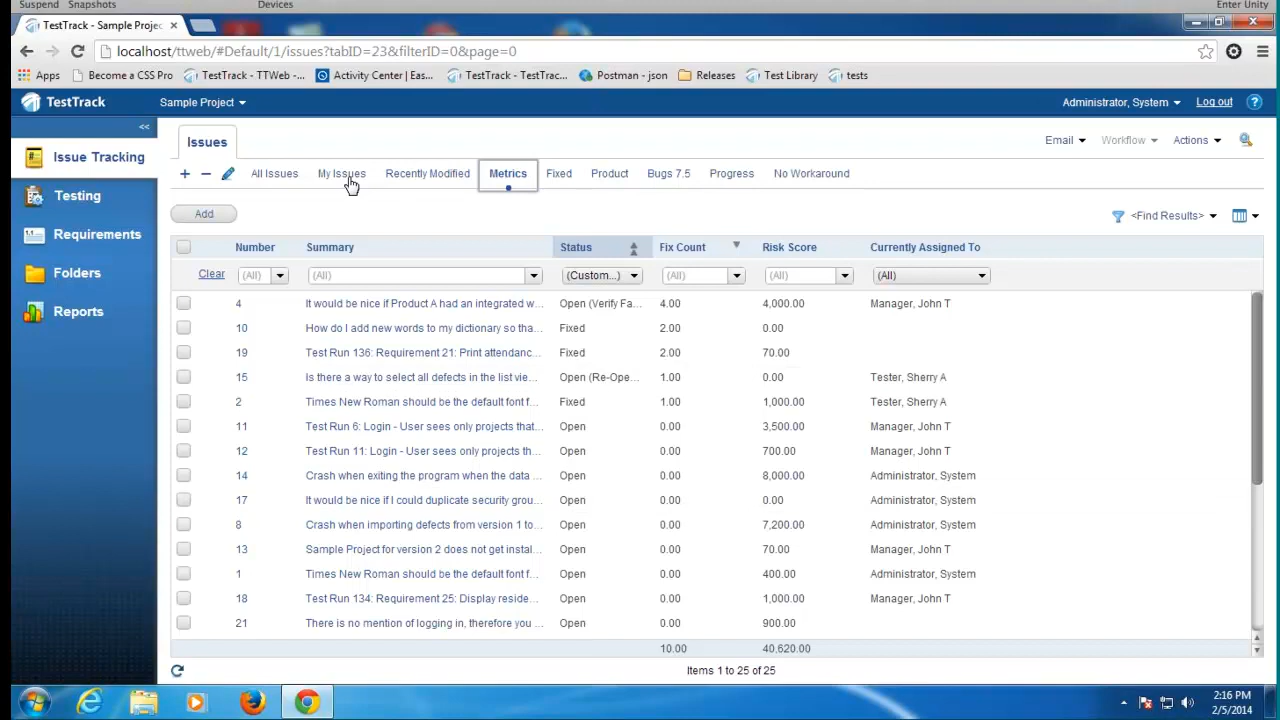 Suspend Snapshots Devices Enter Unity
TestTrack - Sample Projec
localhost/ttweb/#Default/1/issues?tabID=23&filterID=0&page=0
Apps Become a CSS Pro TestTrack - TTWeb -... Activity Center | Eas... TestTrack - TestTrac... Postman - json Releases Test Library tests
TestTrack Sample Project Administrator, System Log out ?
<<
Issue Tracking
Testing
Requirements
Folders
Reports
Issues Email Workflow Actions
All Issues My Issues Recently Modified Metrics Fixed Product Bugs 7.5 Progress No Workaround
Add <Find Results>
Number Summary Status Fix Count Risk Score Currently Assigned To
Clear (All) (All) (Custom...) (All) (All) (All)
4 It would be nice if Product A had an integrated w... Open (Verify Fa... 4.00 4,000.00 Manager, John T
10 How do I add new words to my dictionary so tha... Fixed 2.00 0.00
19 Test Run 136: Requirement 21: Print attendanc... Fixed 2.00 70.00
15 Is there a way to select all defects in the list vie... Open (Re-Ope... 1.00 0.00 Tester, Sherry A
2 Times New Roman should be the default font f... Fixed 1.00 1,000.00 Tester, Sherry A
11 Test Run 6: Login - User sees only projects that... Open 0.00 3,500.00 Manager, John T
12 Test Run 11: Login - User sees only projects th... Open 0.00 700.00 Manager, John T
14 Crash when exiting the program when the data ... Open 0.00 8,000.00 Administrator, System
17 It would be nice if I could duplicate security grou... Open 0.00 0.00 Administrator, System
8 Crash when importing defects from version 1 to... Open 0.00 7,200.00 Administrator, System
13 Sample Project for version 2 does not get instal... Open 0.00 70.00 Manager, John T
1 Times New Roman should be the default font f... Open 0.00 400.00 Administrator, System
18 Test Run 134: Requirement 25: Display reside... Open 0.00 1,000.00 Manager, John T
21 There is no mention of logging in, therefore you ... Open 0.00 900.00
10.00 40,620.00
Items 1 to 25 of 25
2:16 PM
2/5/2014